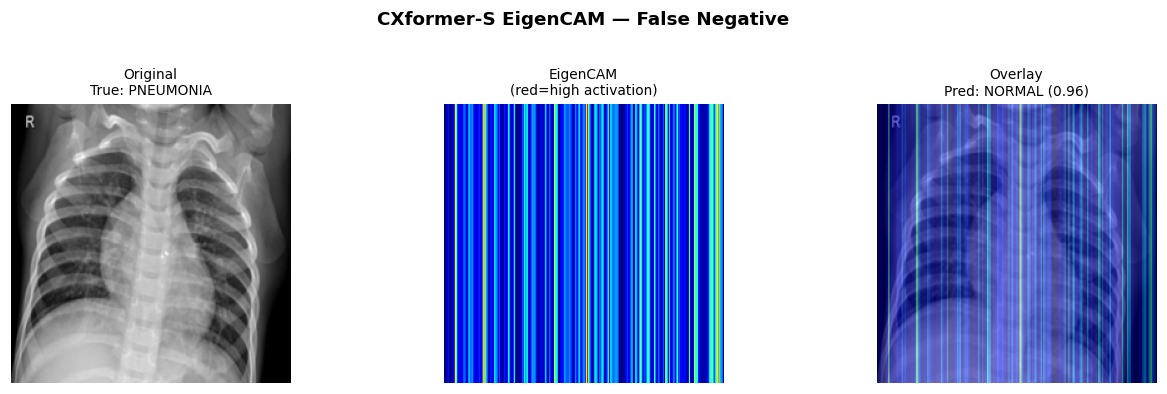 CXformer-S EigenCAM — False Negative
Original
True: PNEUMONIA
EigenCAM
(red=high activation)
Overlay
Pred: NORMAL (0.96)
R
R